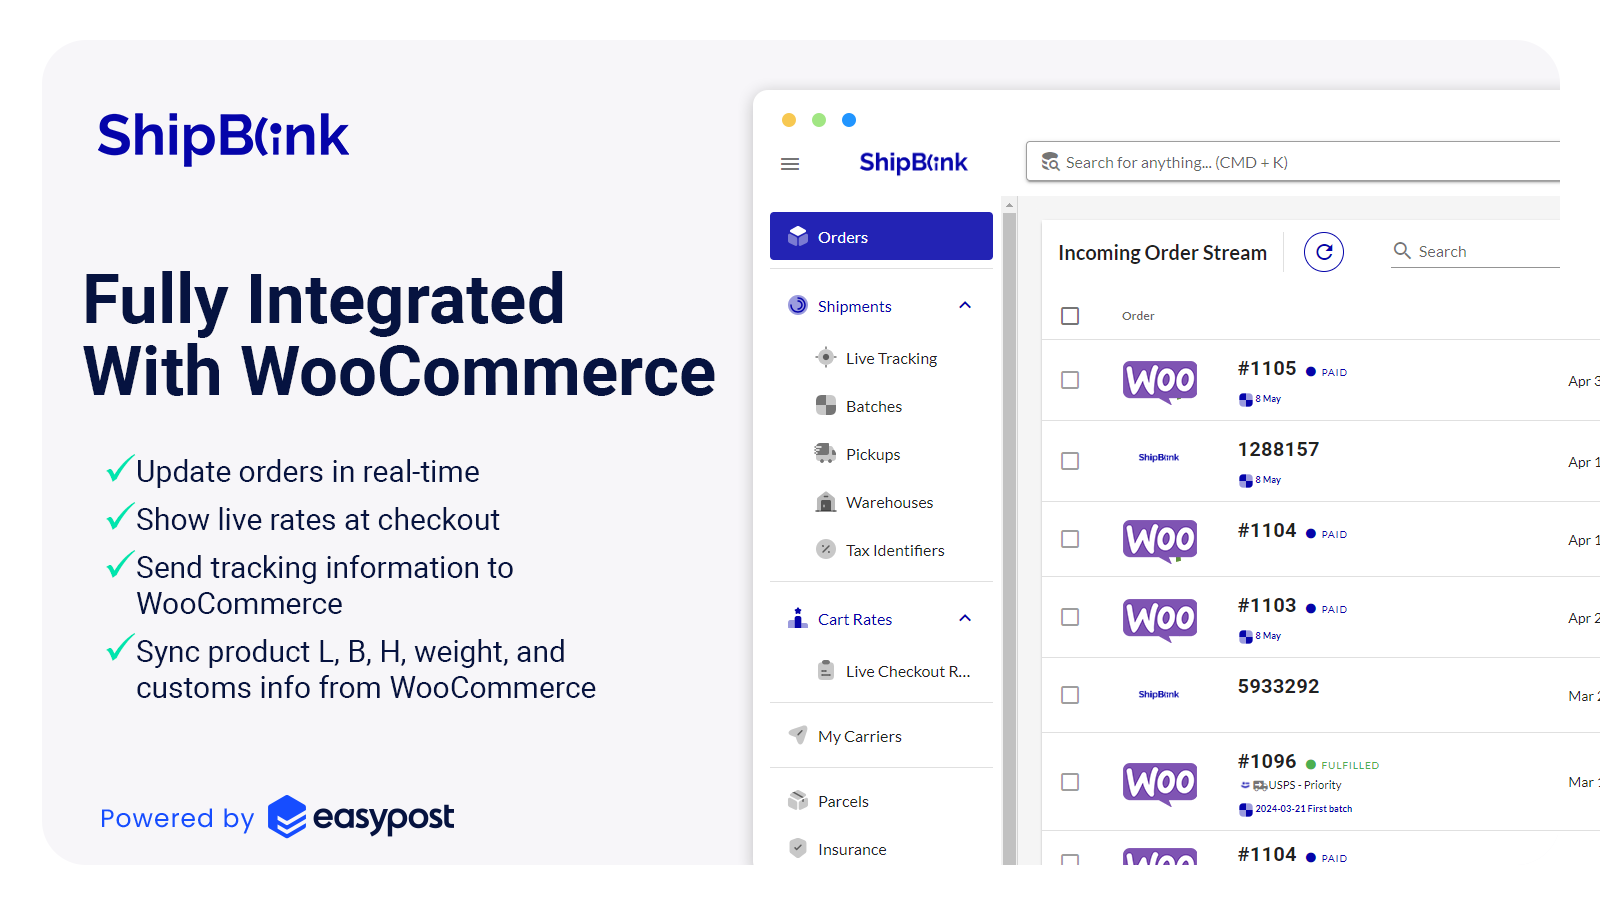 ShipBlink
Fully Integrated
With WooCommerce
Update orders in real-time
Show live rates at checkout
Send tracking information to
WooCommerce
Sync product L, B, H, weight, and
customs info from WooCommerce
Powered by easypost
ShipBlink
Search for anything... (CMD + K)
Orders
Shipments
Live Tracking
Batches
Pickups
Warehouses
Tax Identifiers
Cart Rates
Live Checkout R...
My Carriers
Parcels
Insurance
Incoming Order Stream
Search
Order
Woo
#1105 PAID
8 May
Apr 3
ShipBlink
1288157
8 May
Apr 1
Woo
#1104 PAID
Apr 1
Woo
#1103 PAID
8 May
Apr 2
ShipBlink
5933292
Mar 2
Woo
#1096 FULFILLED
USPS - Priority
2024-03-21 First batch
Mar 1
Woo
#1104 PAID